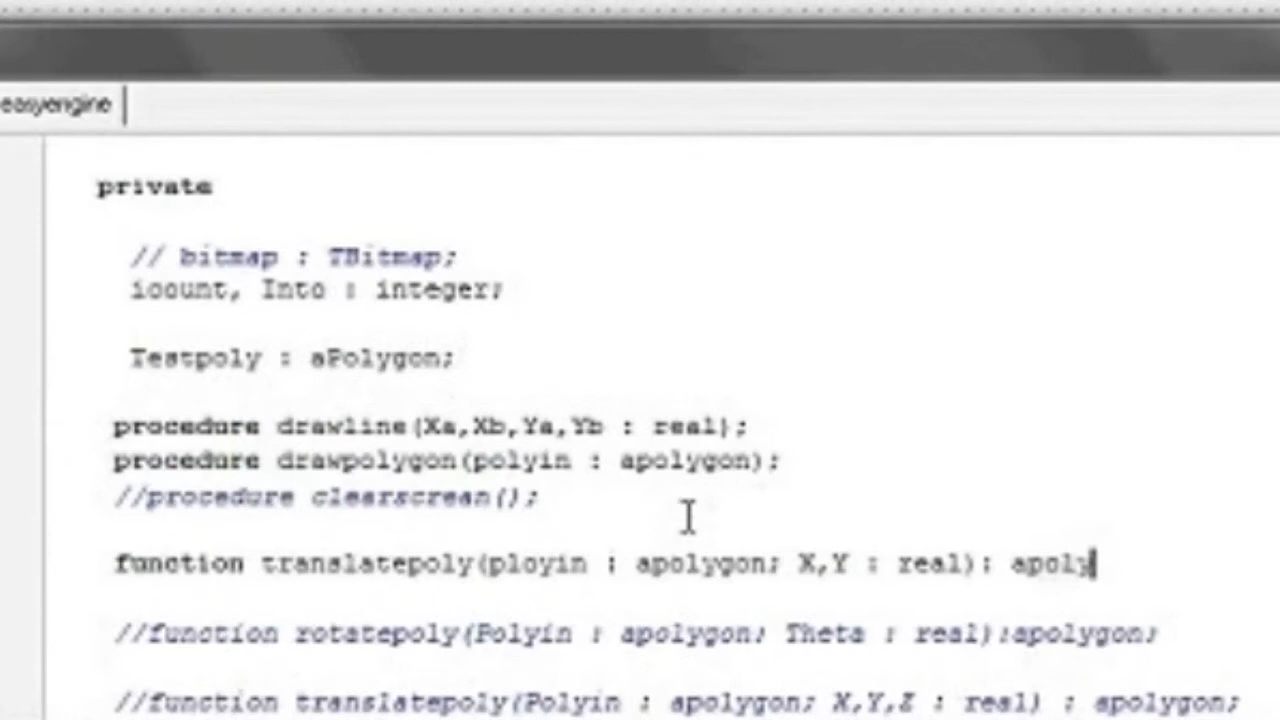 easyengine
private
// bitmap : TBitmap;
icount, Into : integer;
Testpoly : aPolygon;
procedure drawline(Xa,Xb,Ya,Yb : real);
procedure drawpolygon(polyin : apolygon);
//procedure clearscrean();
function translatepoly(ployin : apolygon; X,Y : real): apoly
//function rotatepoly(Polyin : apolygon; Theta : real):apolygon;
//function translatepoly(Polyin : apolygon; X,Y,Z : real) : apolygon;